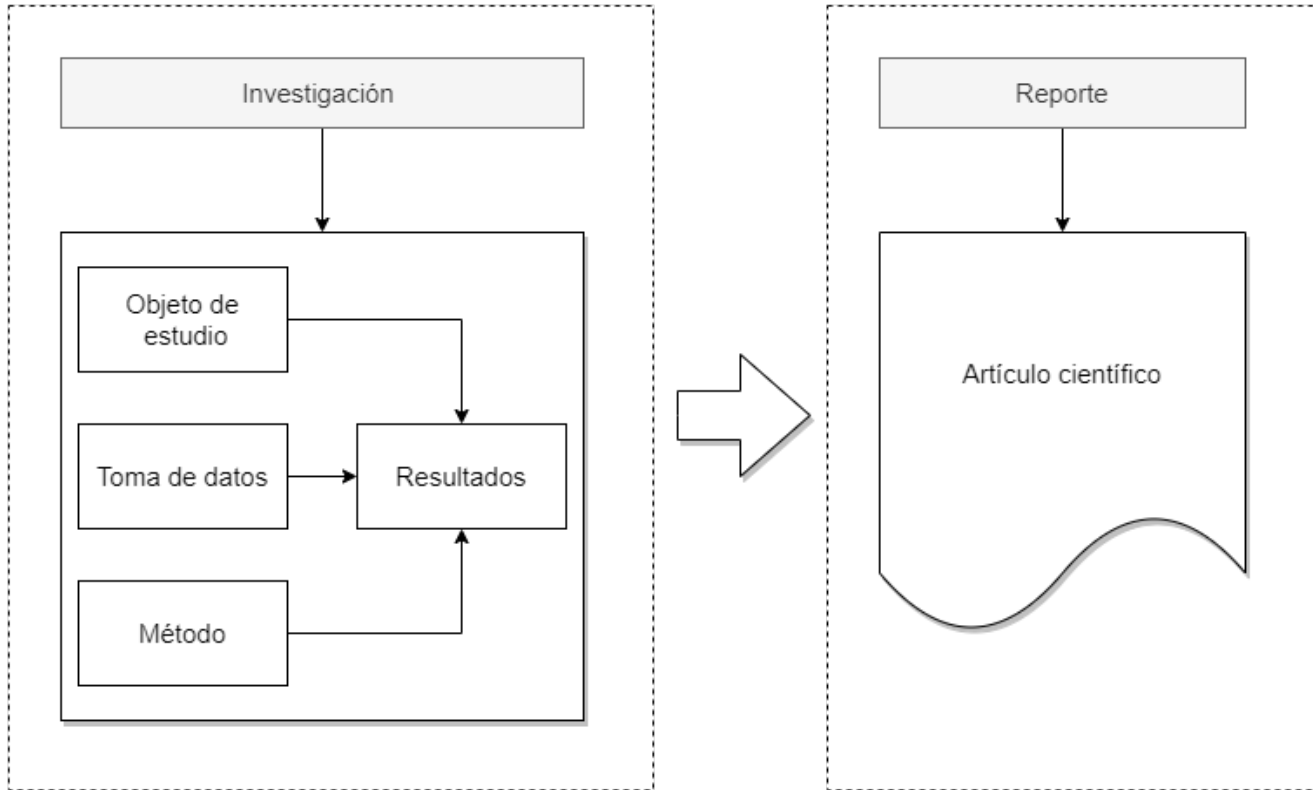 Investigación
Objeto de
estudio
Toma de datos
Resultados
Método
Reporte
Artículo científico